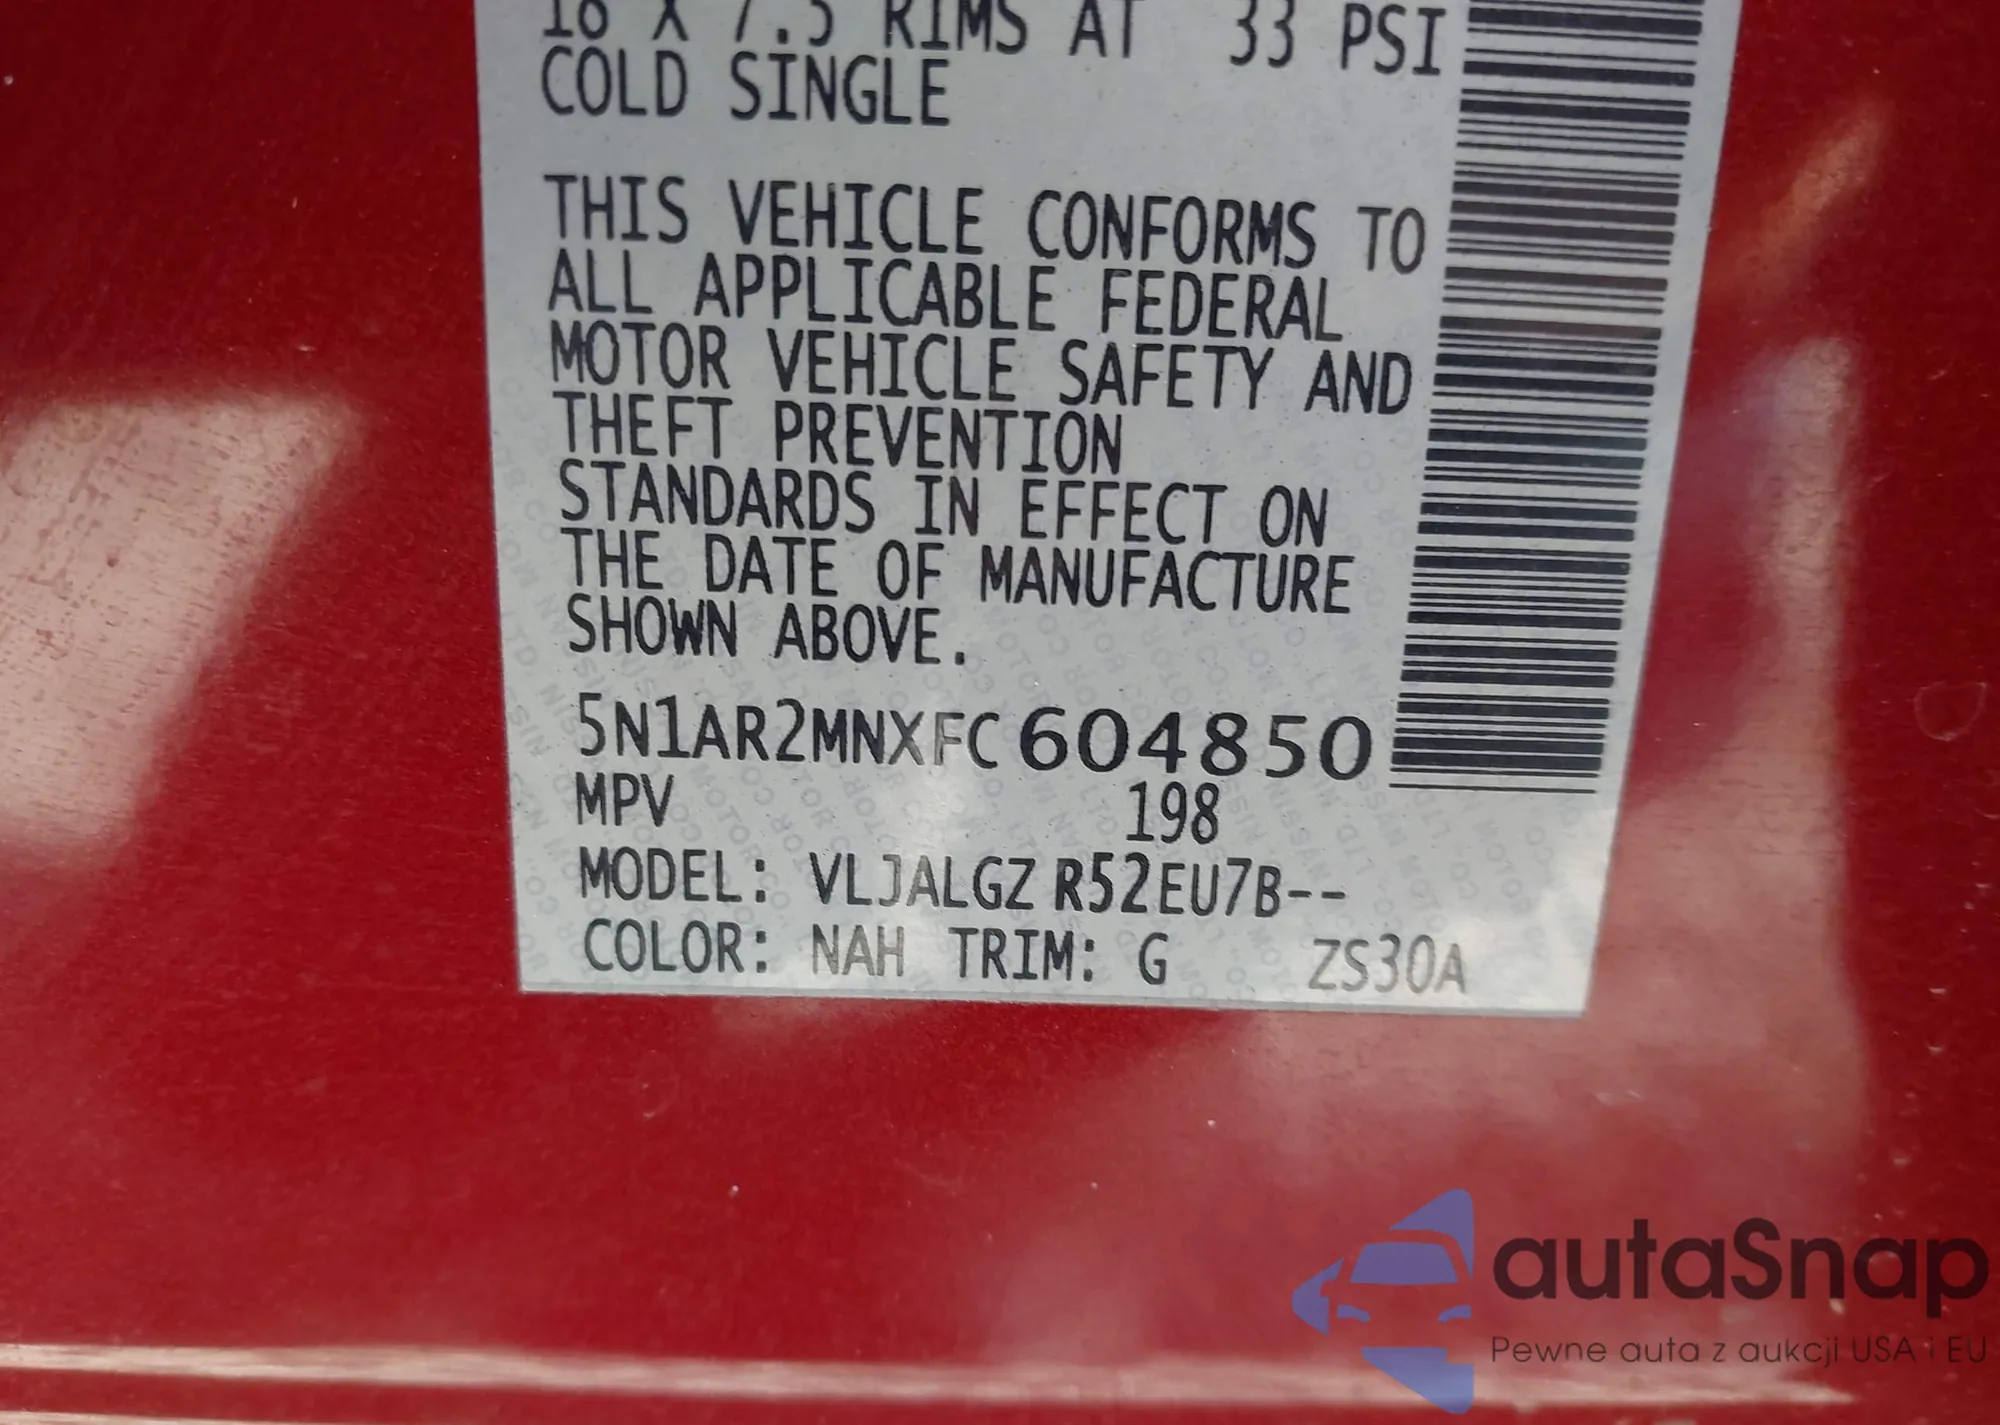 18 X 7.5 RIMS AT 33 PSI
COLD SINGLE
THIS VEHICLE CONFORMS TO
ALL APPLICABLE FEDERAL
MOTOR VEHICLE SAFETY AND
THEFT PREVENTION
STANDARDS IN EFFECT ON
THE DATE OF MANUFACTURE
SHOWN ABOVE.
5N1AR2MNXFC604850
MPV 198
MODEL: VLJALGZ R52EU7B--
COLOR: NAH TRIM: G ZS30A
autaSnap
Pewne auta z aukcji USA i EU